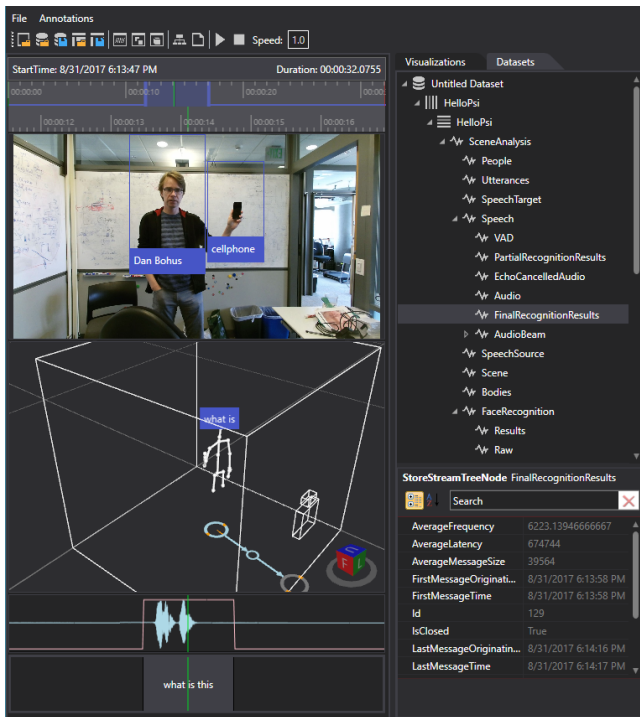 File Annotations
Speed: 1.0
StartTime: 8/31/2017 6:13:47 PM Duration: 00:00:32.0755
00:00:00 00:00:10 00:00:20
00:00:12 00:00:13 00:00:14 00:00:15 00:00:16
Dan Bohus
cellphone
what is
F
what is this
Visualizations Datasets
Untitled Dataset
HelloPsi
HelloPsi
SceneAnalysis
People
Utterances
SpeechTarget
Speech
VAD
PartialRecognitionResults
EchoCancelledAudio
Audio
FinalRecognitionResults
AudioBeam
SpeechSource
Scene
Bodies
FaceRecognition
Results
Raw
StoreStreamTreeNode FinalRecognitionResults
Search
AverageFrequency 6223.13946666667
AverageLatency 674744
AverageMessageSize 39564
FirstMessageOriginati... 8/31/2017 6:13:58 PM
FirstMessageTime 8/31/2017 6:13:58 PM
Id 129
IsClosed True
LastMessageOriginatin... 8/31/2017 6:14:16 PM
LastMessageTime 8/31/2017 6:14:17 PM